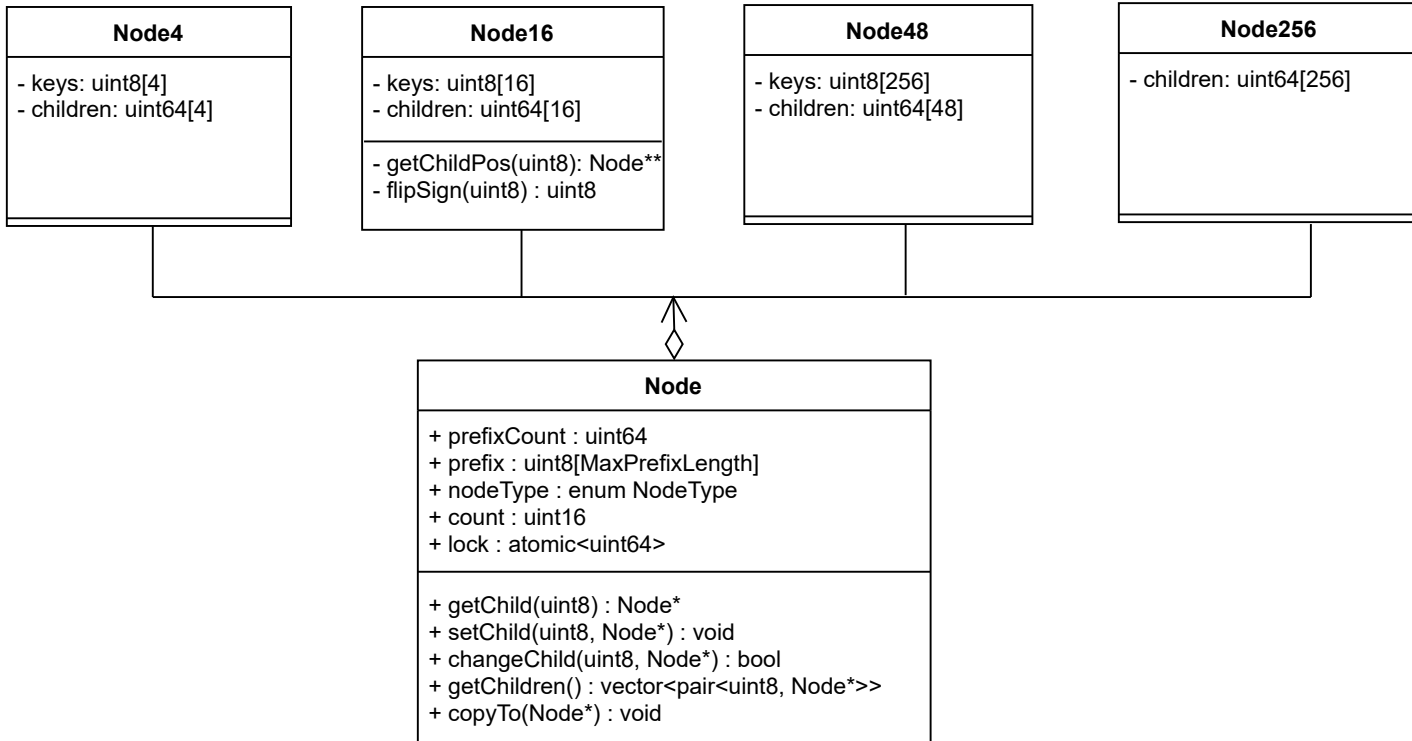 Node4
- keys: uint8[4]
- children: uint64[4]
Node16
- keys: uint8[16]
- children: uint64[16]
- getChildPos(uint8): Node**
- flipSign(uint8) : uint8
Node48
- keys: uint8[256]
- children: uint64[48]
Node256
- children: uint64[256]
Node
+ prefixCount : uint64
+ prefix : uint8[MaxPrefixLength]
+ nodeType : enum NodeType
+ count : uint16
+ lock : atomic<uint64>
+ getChild(uint8) : Node*
+ setChild(uint8, Node*) : void
+ changeChild(uint8, Node*) : bool
+ getChildren() : vector<pair<uint8, Node*>>
+ copyTo(Node*) : void